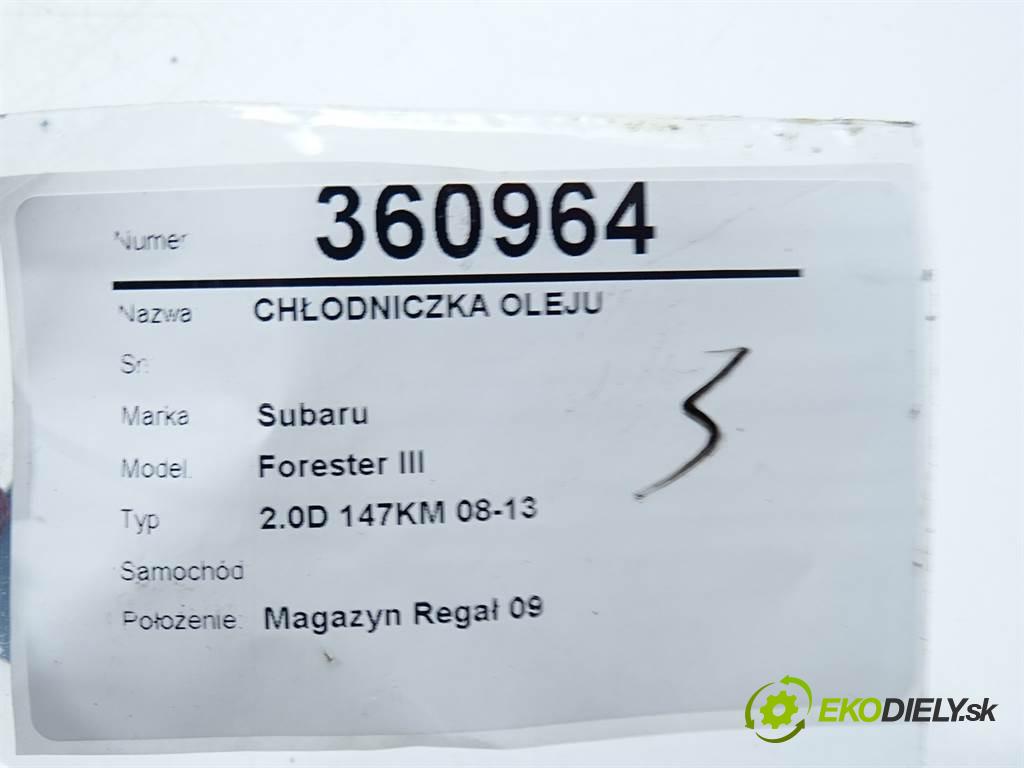 Numer 360964
Nazwa CHŁODNICZKA OLEJU
Sn:
Marka Subaru
Model. Forester III
Typ 2.0D 147KM 08-13
Samochód
Położenie: Magazyn Regał 09
3
EKODIELY.sk